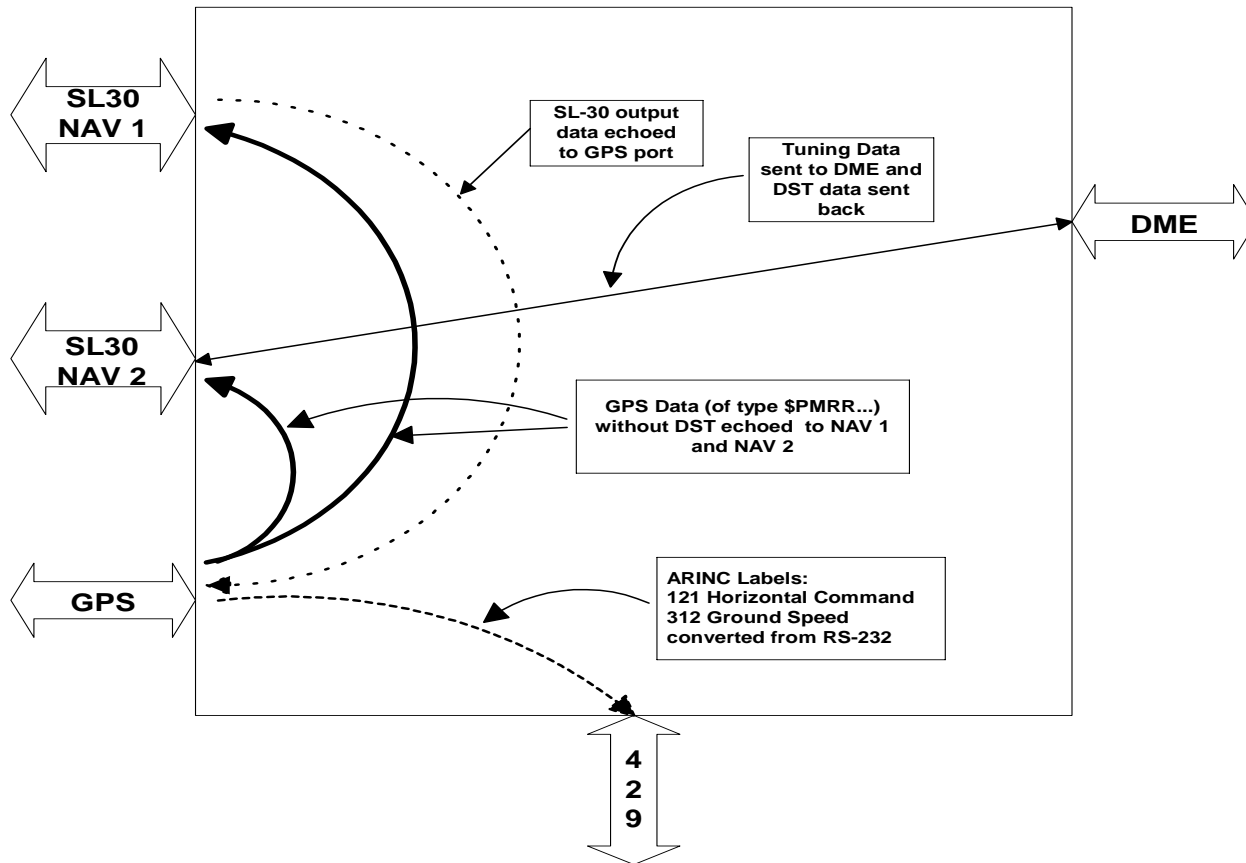 SL30
NAV 1
SL-30 output
data echoed
to GPS port
Tuning Data
sent to DME and
DST data sent
back
DME
SL30
NAV 2
GPS Data (of type $PMRR...)
without DST echoed to NAV 1
and NAV 2
GPS
ARINC Labels:
121 Horizontal Command
312 Ground Speed
converted from RS-232
4
2
9